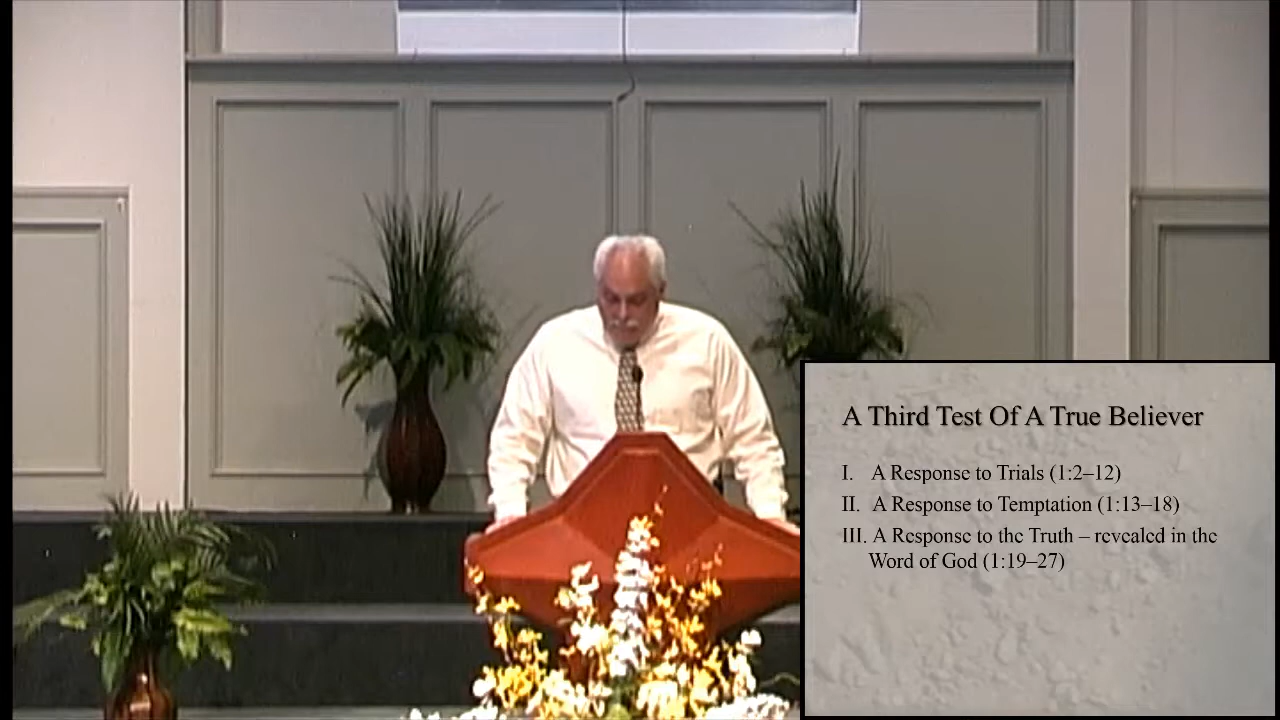 A Third Test Of A True Believer
I. A Response to Trials (1:2–12)
II. A Response to Temptation (1:13–18)
III. A Response to the Truth – revealed in the
Word of God (1:19–27)